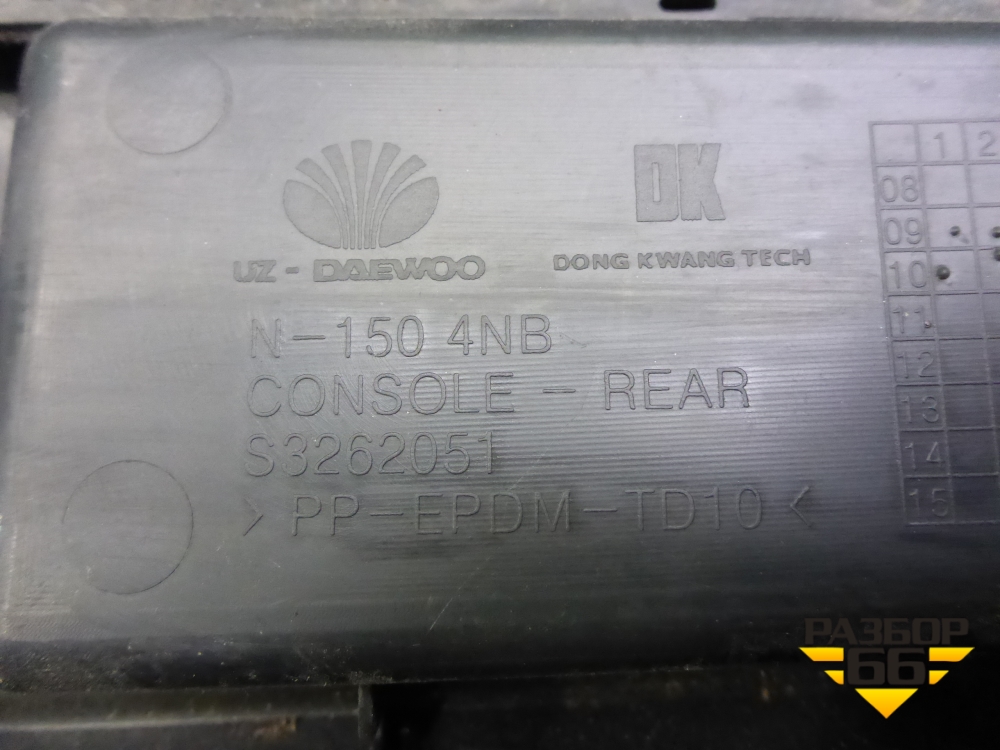 UZ - DAEWOO
DK
DONG KWANG TECH
N-150 4NB
CONSOLE - REAR
S3262051
> PP-EPDM-TD10 <
1 2
08
09
10
11
12
13
14
15
РАЗБОР
66